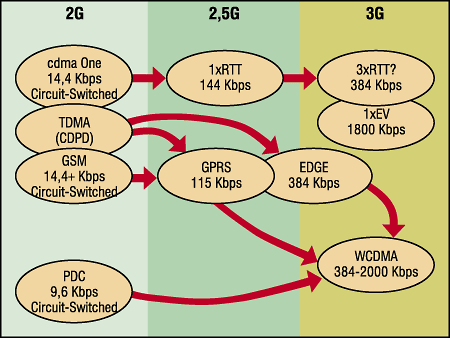 2G
2,5G
3G
cdma One
14,4 Kbps
Circuit-Switched
1xRTT
144 Kbps
3xRTT?
384 Kbps
1xEV
1800 Kbps
TDMA
(CDPD)
GSM
14,4+ Kbps
Circuit-Switched
GPRS
115 Kbps
EDGE
384 Kbps
WCDMA
384-2000 Kbps
PDC
9,6 Kbps
Circuit-Switched